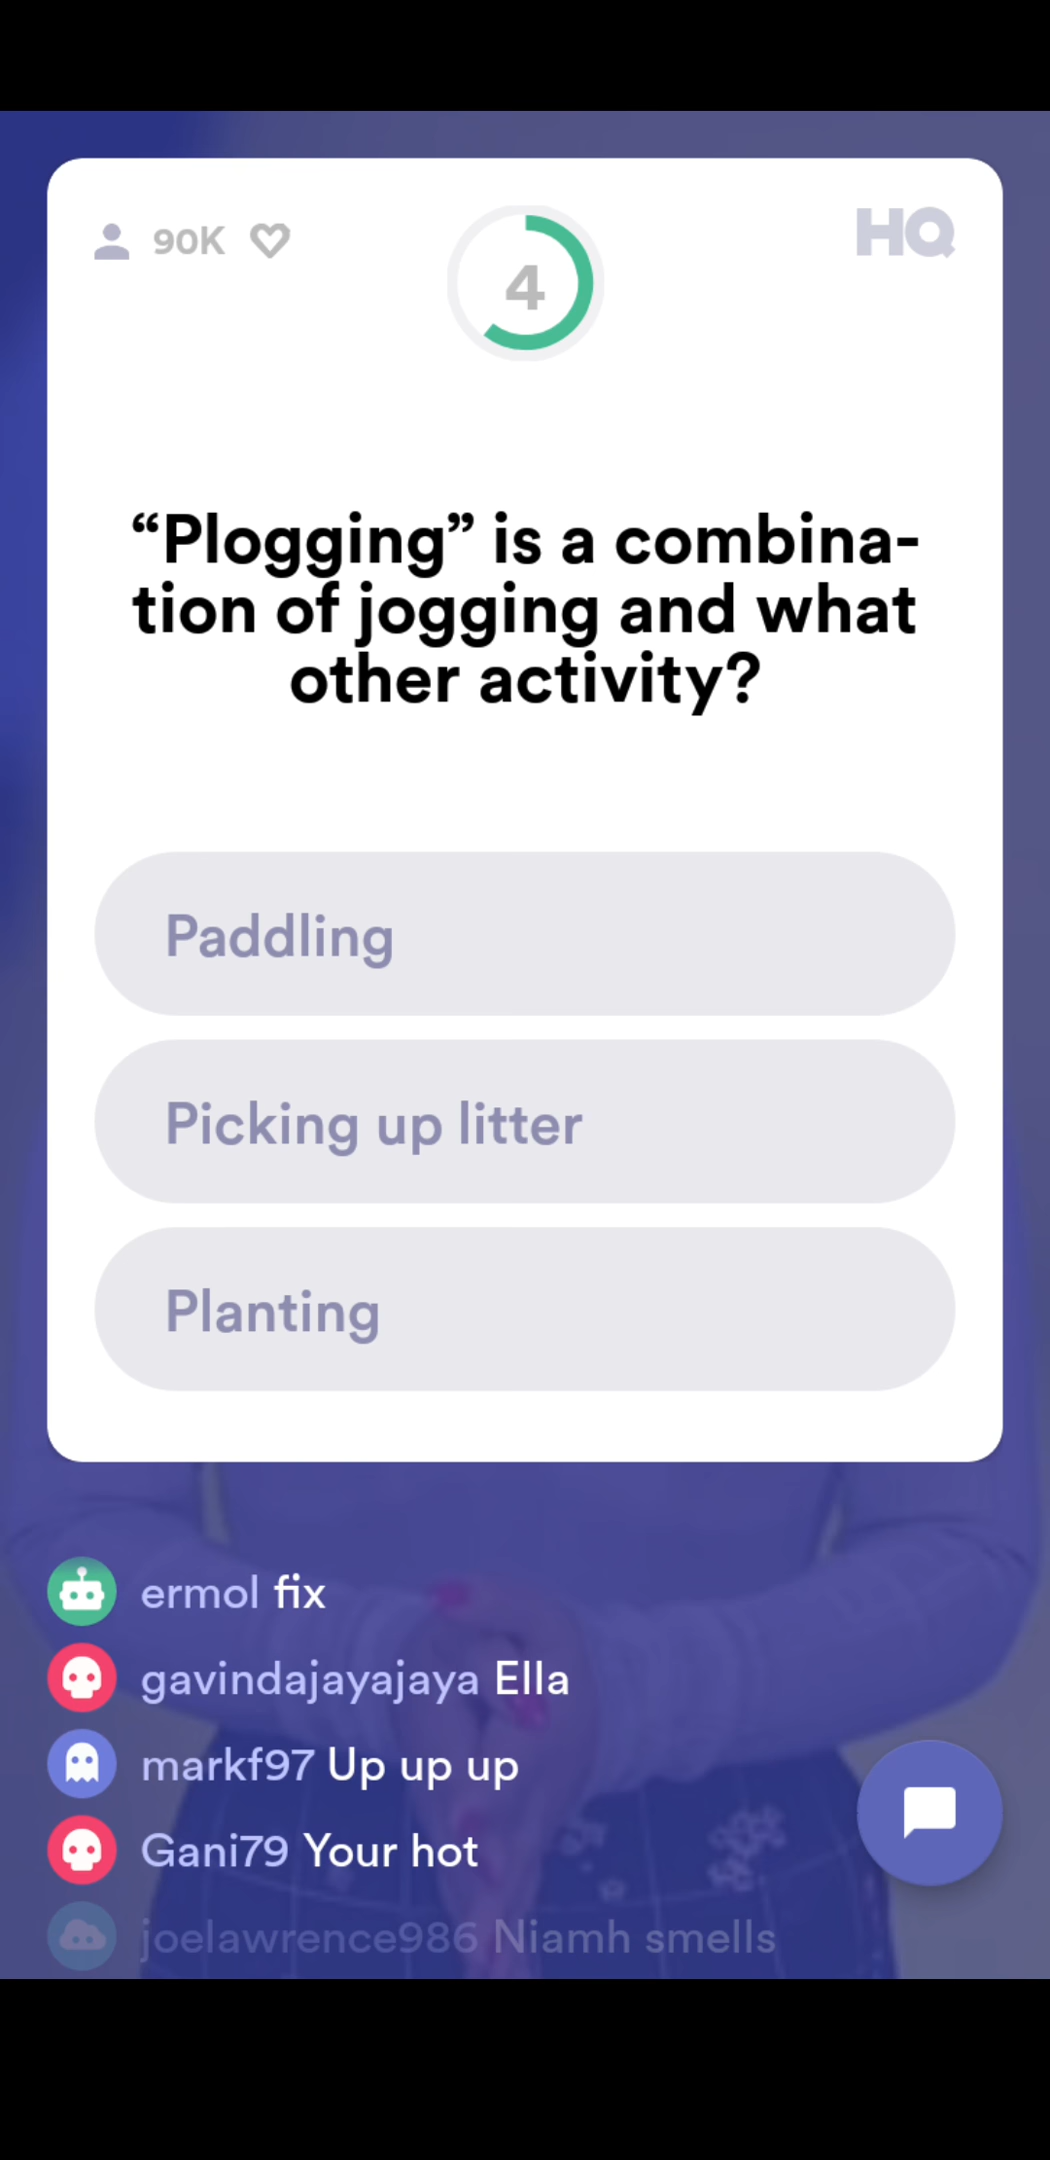 90K
4
HQ
“Plogging” is a combina-
tion of jogging and what
other activity?
Paddling
Picking up litter
Planting
ermol fix
gavindajayajaya Ella
markf97 Up up up
Gani79 Your hot
joelawrence986 Niamh smells